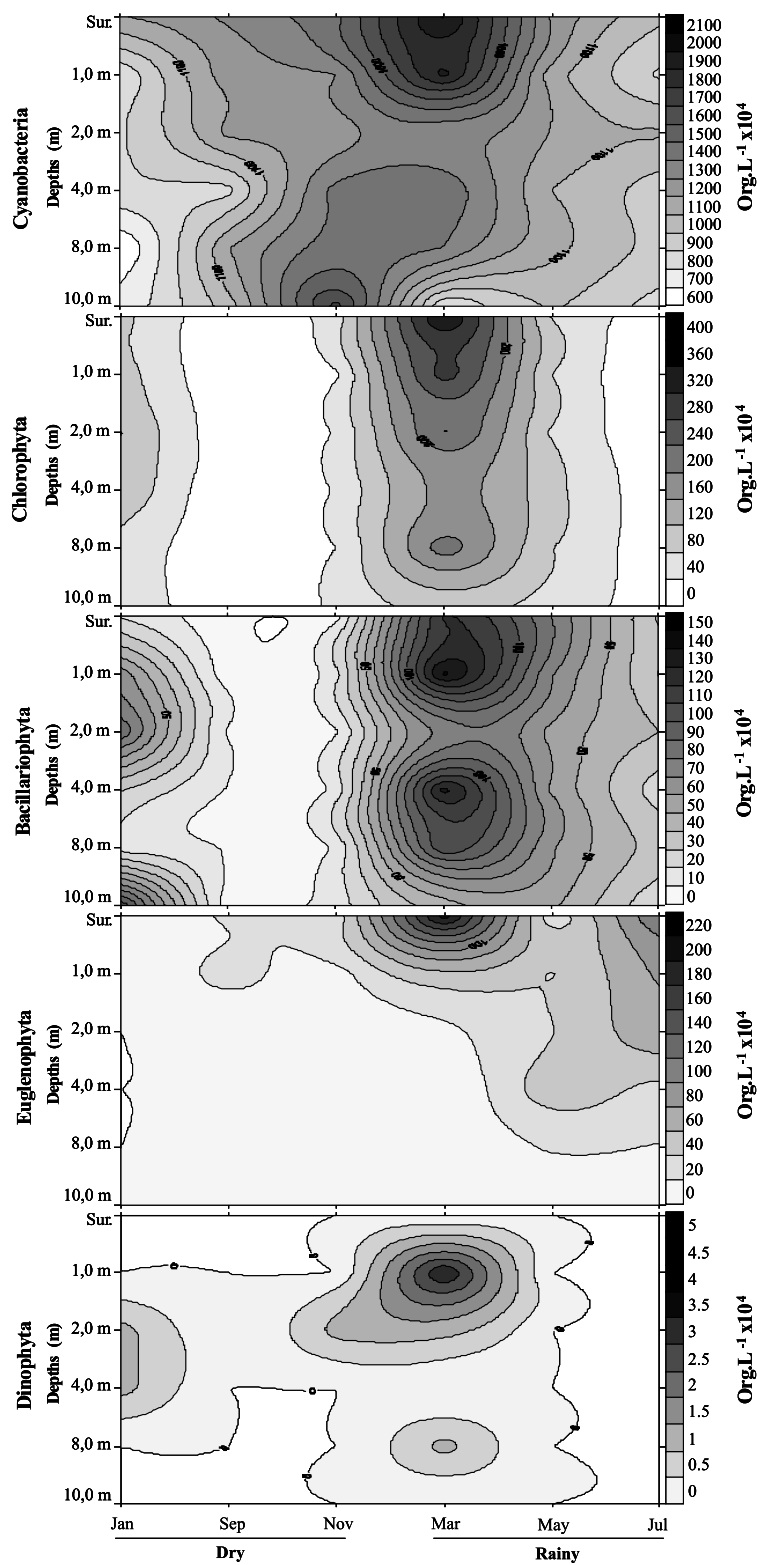 Cyanobacteria
Depths (m)
Sur.
1,0 m
2,0 m
4,0 m
8,0 m
10,0 m
1100
1100
1100
1100
2100
2000
1900
1800
1700
1600
1500
1400
1300
1200
1100
1000
900
800
700
600
Org.L-1 x104
Chlorophyta
Depths (m)
Sur.
1,0 m
2,0 m
4,0 m
8,0 m
10,0 m
400
360
320
280
240
200
160
120
80
40
0
Org.L-1 x104
Bacillariophyta
Depths (m)
Sur.
1,0 m
2,0 m
4,0 m
8,0 m
10,0 m
150
140
130
120
110
100
90
80
70
60
50
40
30
20
10
0
Org.L-1 x104
Euglenophyta
Depths (m)
Sur.
1,0 m
2,0 m
4,0 m
8,0 m
10,0 m
220
200
180
160
140
120
100
80
60
40
20
0
Org.L-1 x104
Dinophyta
Depths (m)
Sur.
1,0 m
2,0 m
4,0 m
8,0 m
10,0 m
0
0
0
0
5
4.5
4
3.5
3
2.5
2
1.5
1
0.5
0
Org.L-1 x104
Jan
Sep
Nov
Mar
May
Jul
Dry
Rainy